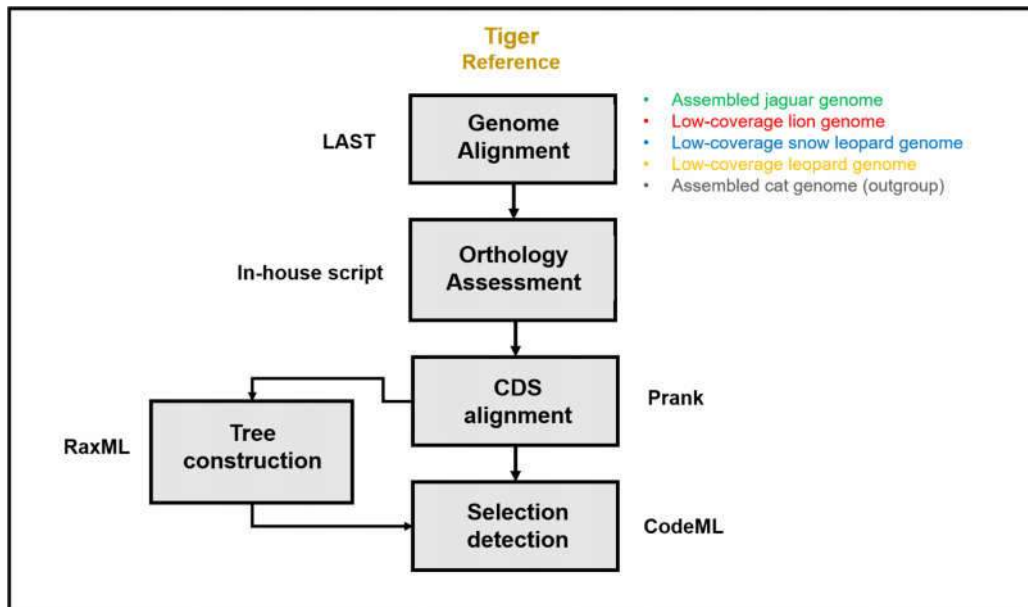 Tiger
Reference
LAST
Genome
Alignment
• Assembled jaguar genome
• Low-coverage lion genome
• Low-coverage snow leopard genome
• Low-coverage leopard genome
• Assembled cat genome (outgroup)
In-house script
Orthology
Assessment
CDS
alignment
Prank
RaxML
Tree
construction
Selection
detection
CodeML